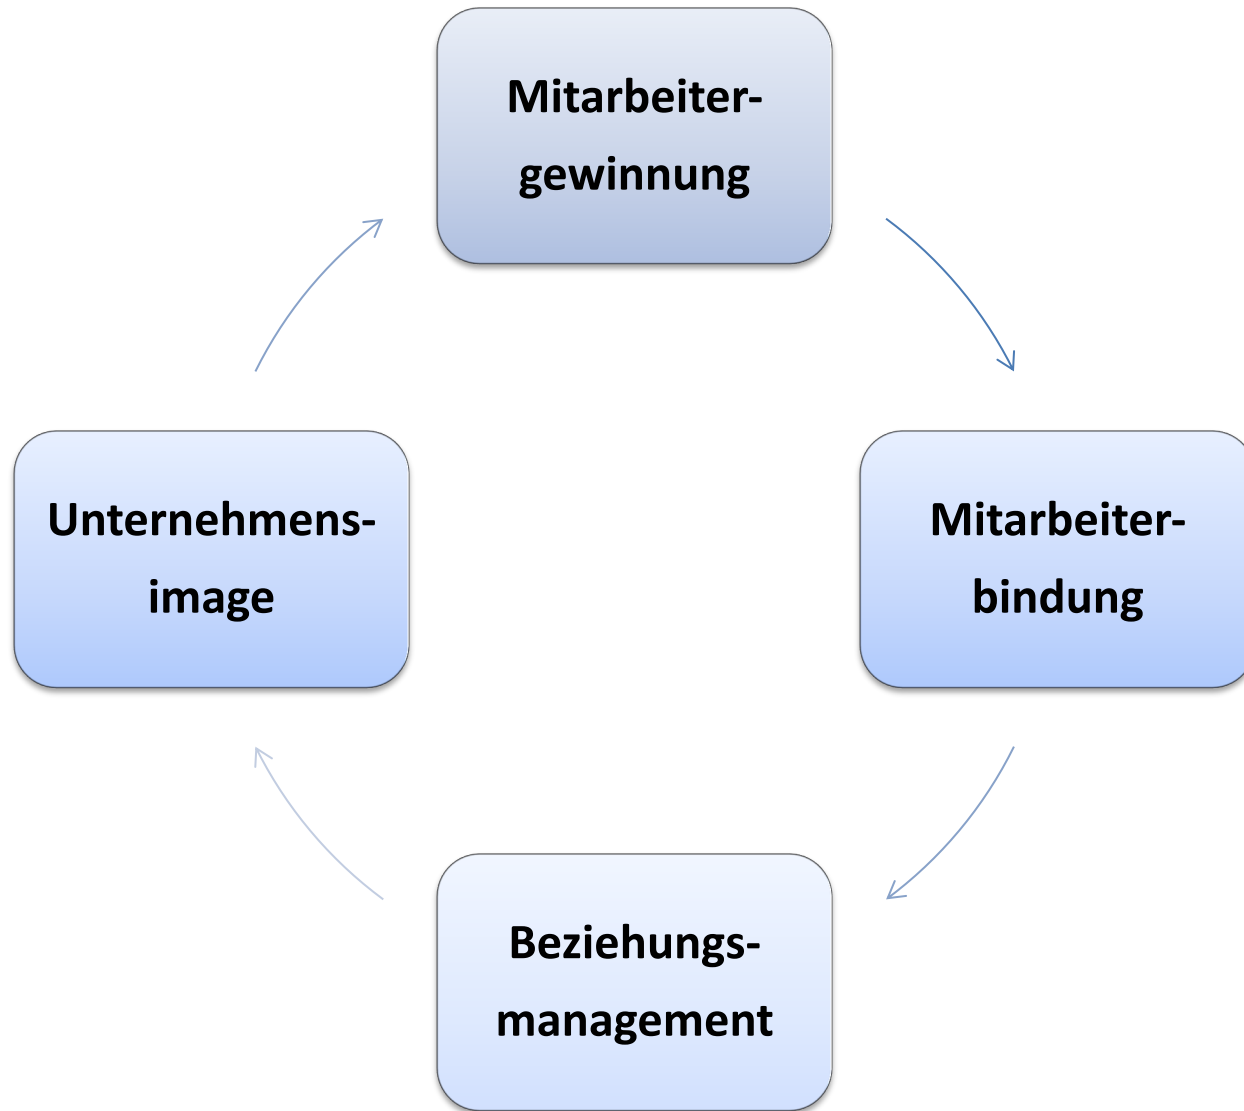 Mitarbeiter-
gewinnung
Unternehmens-
image
Mitarbeiter-
bindung
Beziehungs-
management